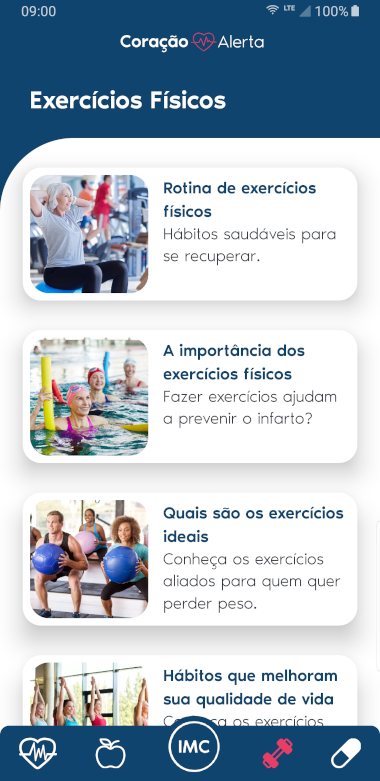 09:00 LTE 100%
Coração Alerta
Exercícios Físicos
Rotina de exercícios
físicos
Hábitos saudáveis para
se recuperar.
A importância dos
exercícios físicos
Fazer exercícios ajudam
a prevenir o infarto?
Quais são os exercícios
ideais
Conheça os exercícios
aliados para quem quer
perder peso.
Hábitos que melhoram
sua qualidade de vida
Conheça os exercícios
IMC